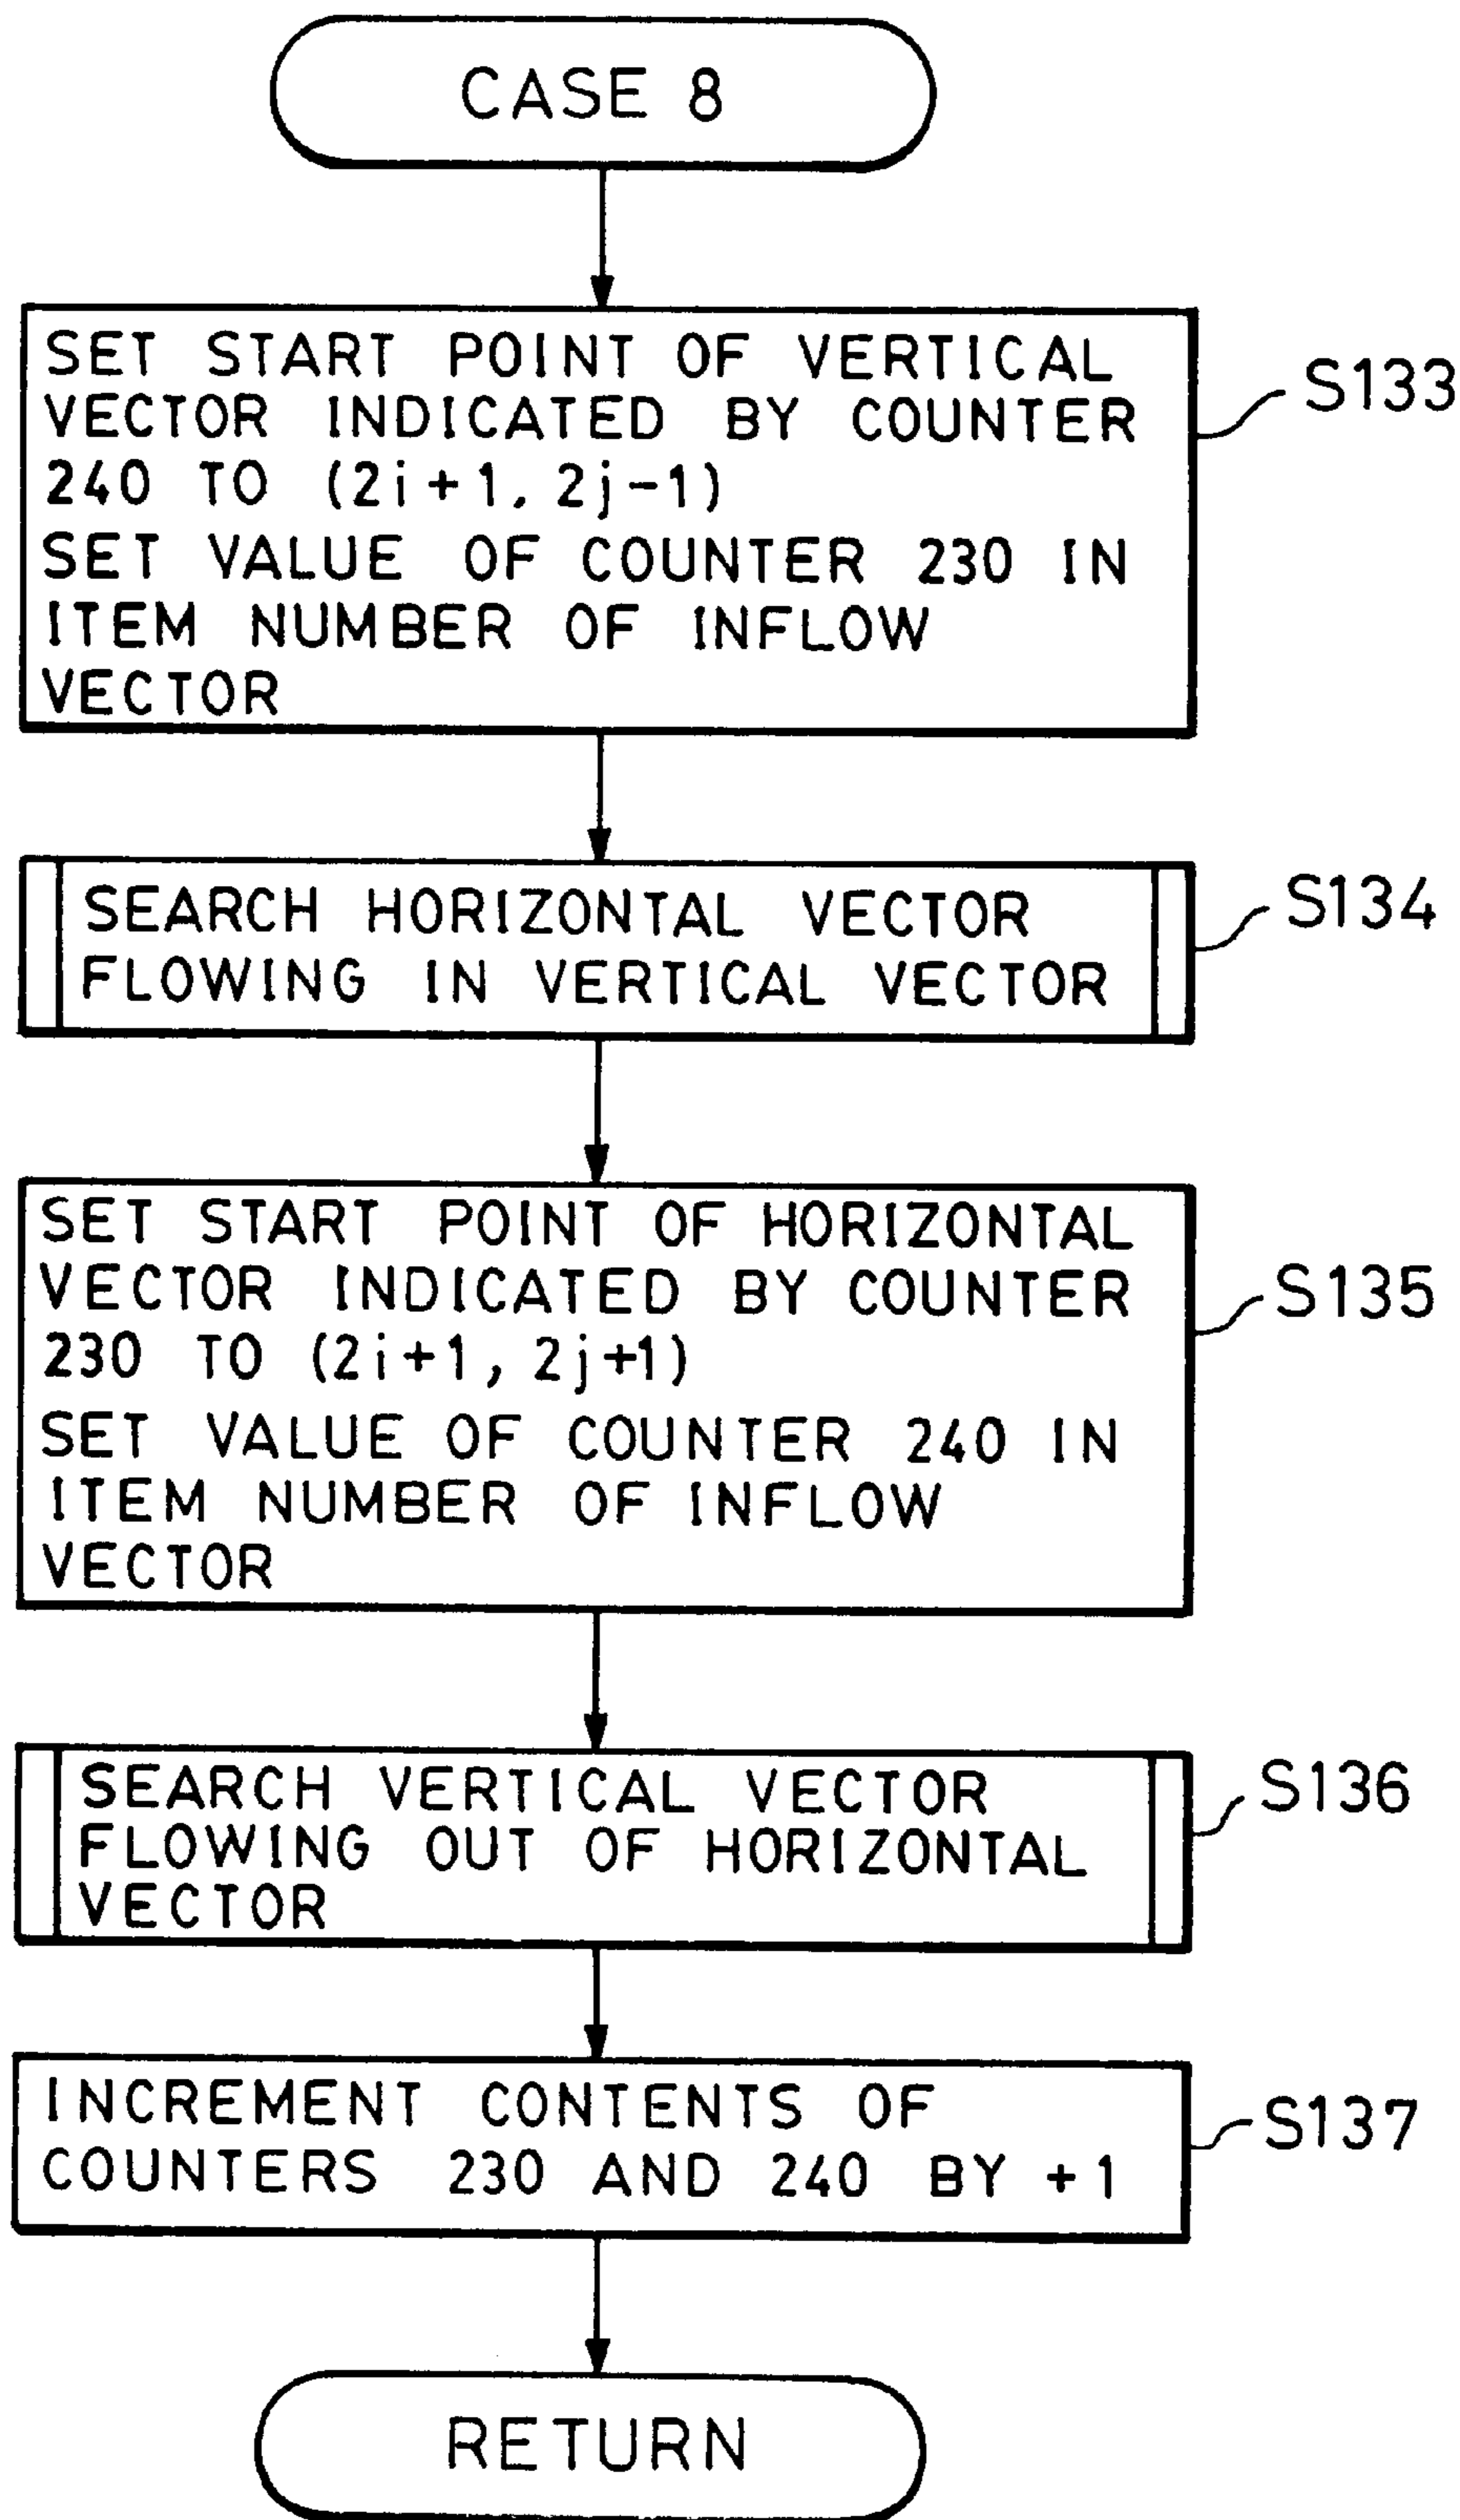 CASE 8
SET START POINT OF VERTICAL
VECTOR INDICATED BY COUNTER
240 TO (2i+1, 2j-1)
SET VALUE OF COUNTER 230 IN
ITEM NUMBER OF INFLOW
VECTOR
S133
SEARCH HORIZONTAL VECTOR
FLOWING IN VERTICAL VECTOR
S134
SET START POINT OF HORIZONTAL
VECTOR INDICATED BY COUNTER
230 TO (2i+1, 2j+1)
SET VALUE OF COUNTER 240 IN
ITEM NUMBER OF INFLOW
VECTOR
S135
SEARCH VERTICAL VECTOR
FLOWING OUT OF HORIZONTAL
VECTOR
S136
INCREMENT CONTENTS OF
COUNTERS 230 AND 240 BY +1
S137
RETURN